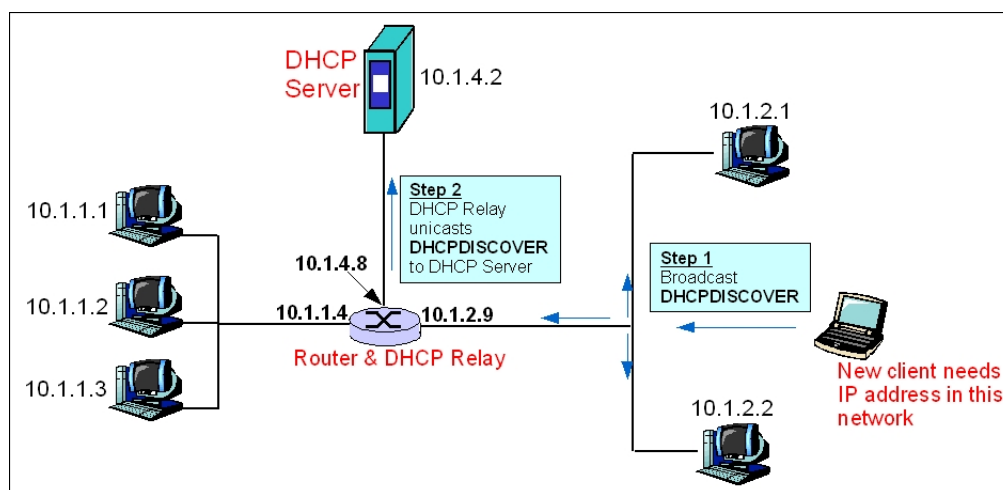 DHCP
Server
10.1.4.2
10.1.2.1
10.1.1.1
10.1.1.2
10.1.1.3
Step 2
DHCP Relay
unicasts
DHCPDISCOVER
to DHCP Server
Step 1
Broadcast
DHCPDISCOVER
10.1.4.8
10.1.1.4
10.1.2.9
Router & DHCP Relay
New client needs
IP address in this
network
10.1.2.2